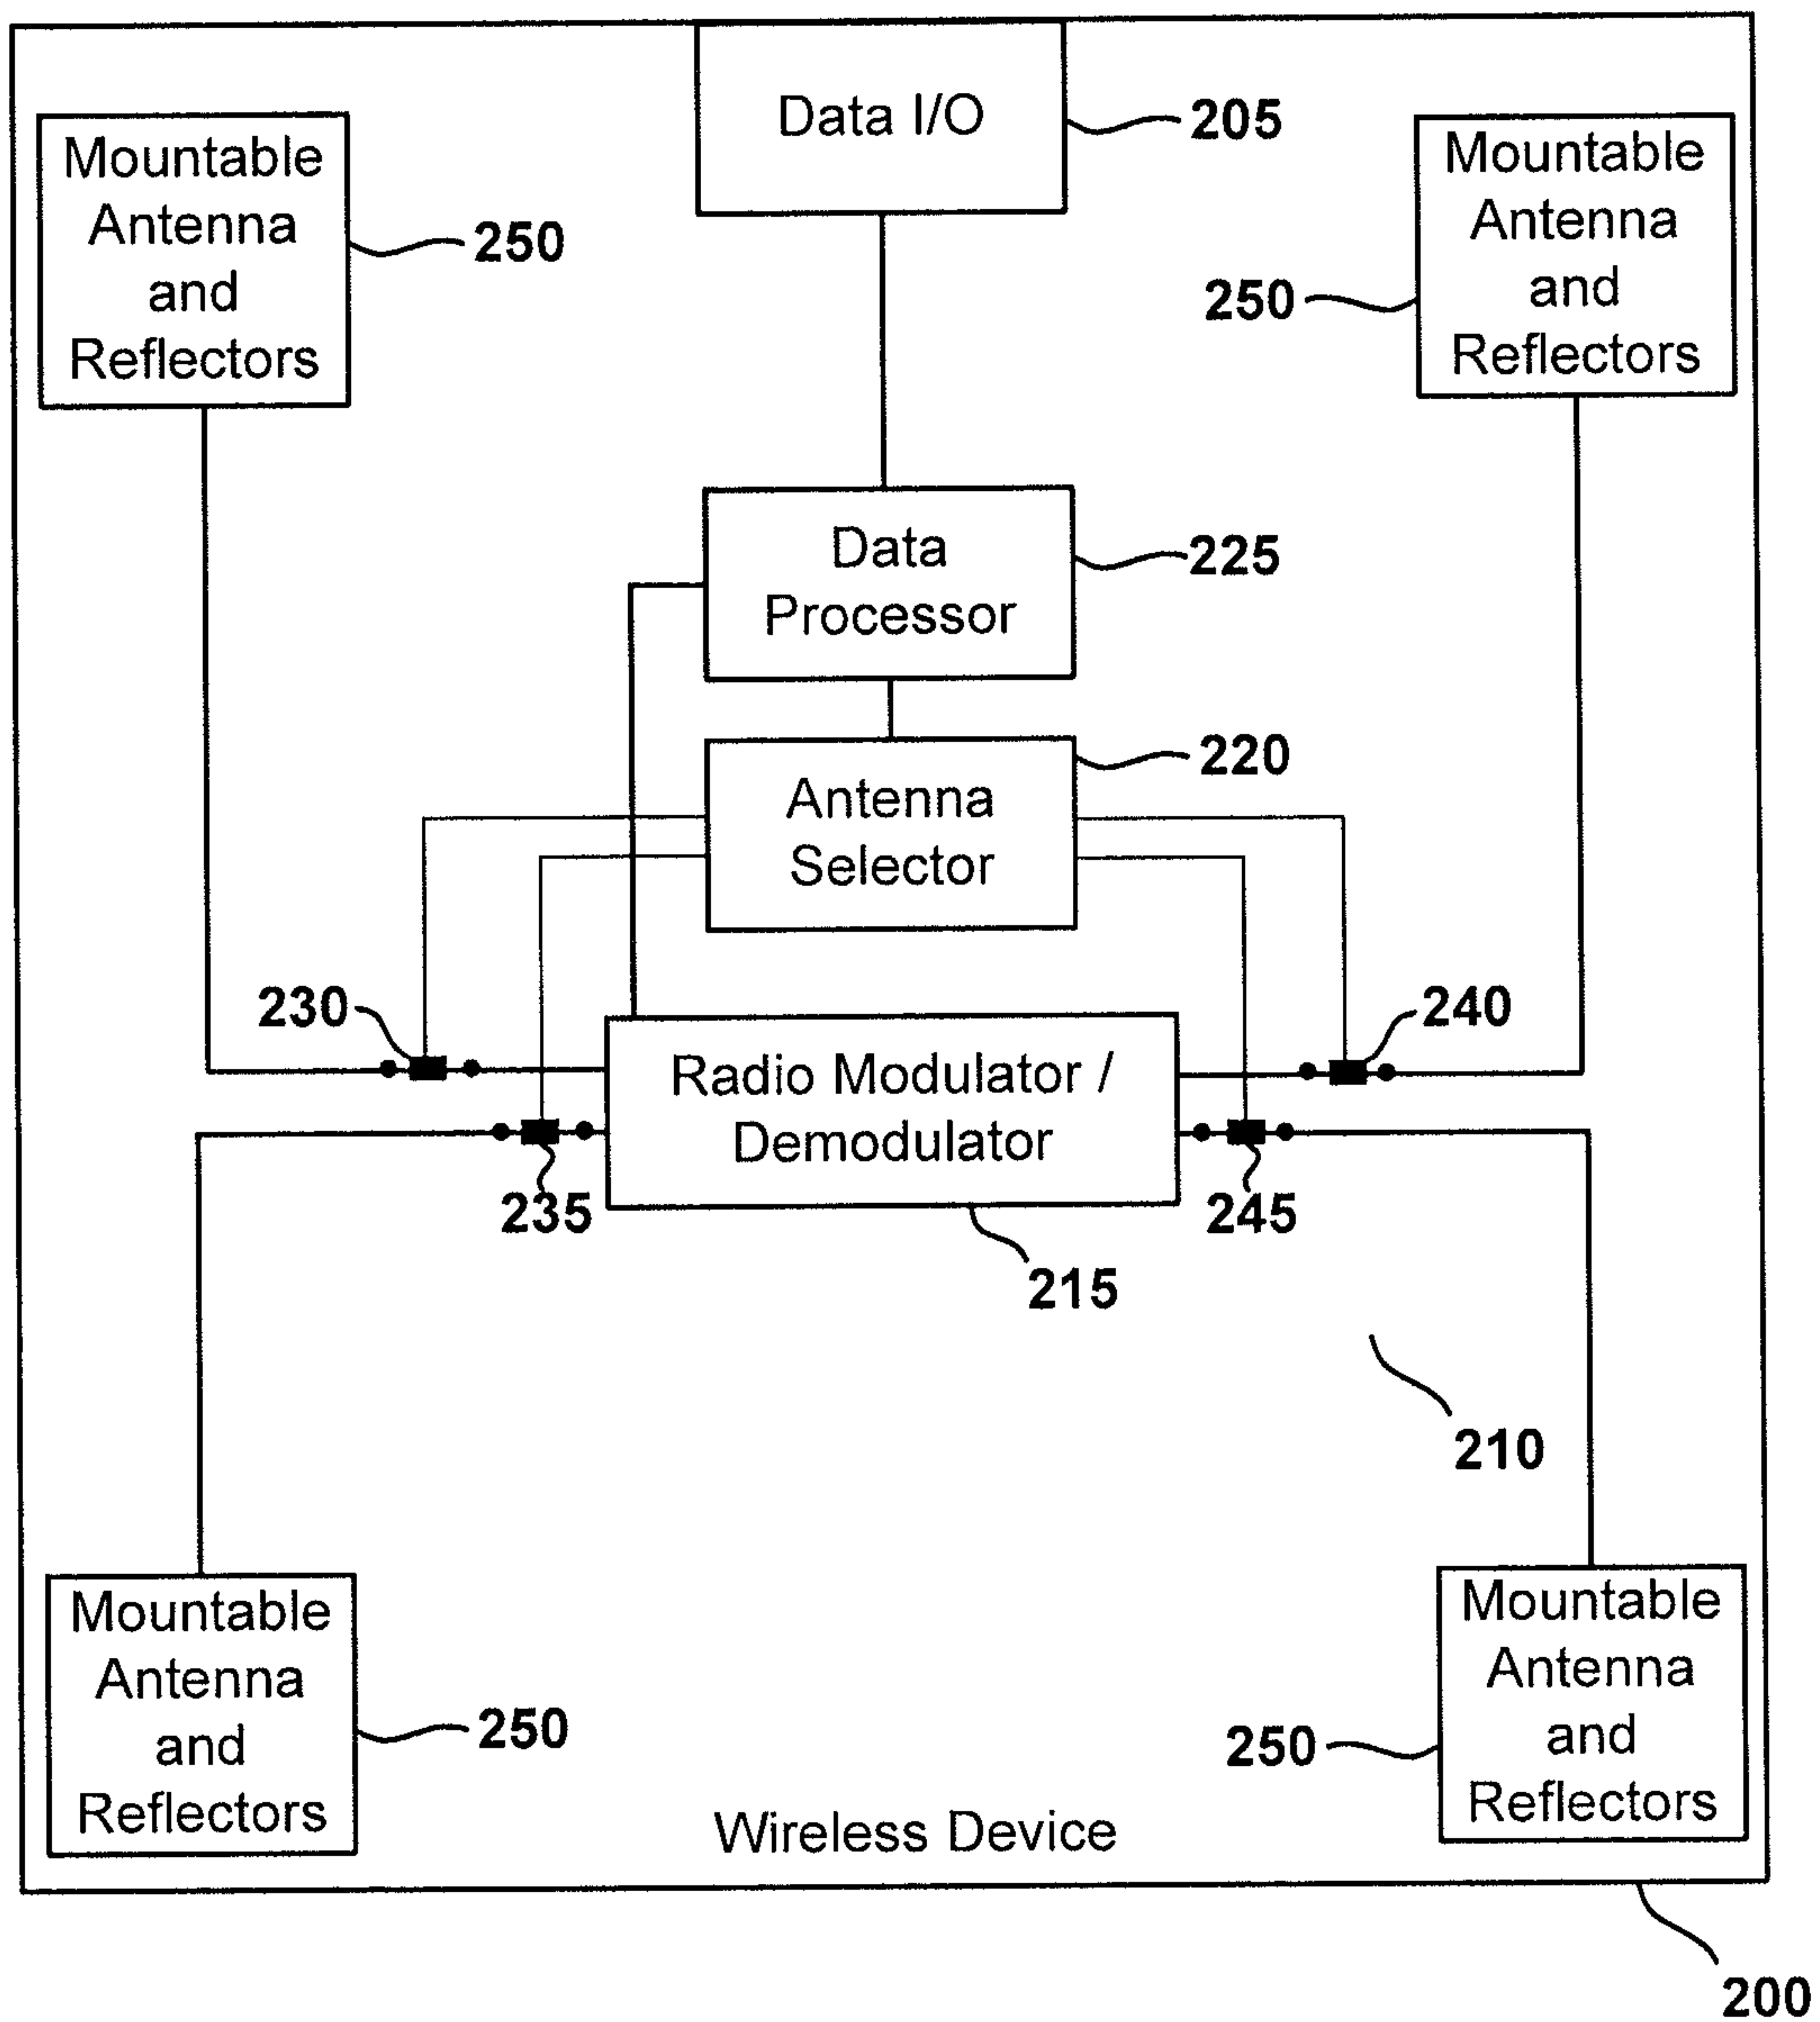 Data I/O
205
Mountable
Antenna
and
Reflectors
250
Mountable
Antenna
and
Reflectors
250
Data
Processor
225
Antenna
Selector
220
230
240
Radio Modulator /
Demodulator
235
245
215
210
Mountable
Antenna
and
Reflectors
250
Mountable
Antenna
and
Reflectors
250
Wireless Device
200